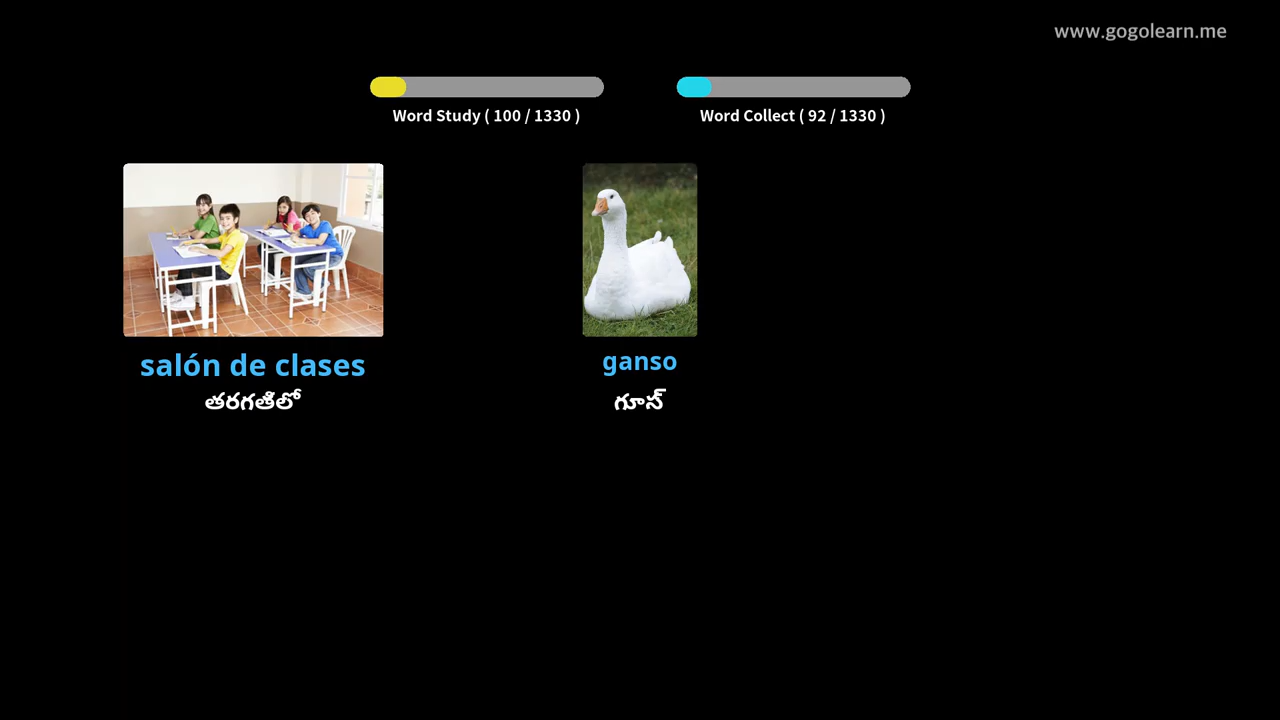 www.gogolearn.me
Word Study ( 100 / 1330 )
Word Collect ( 92 / 1330 )
salón de clases
తరగతిలో
ganso
గూస్